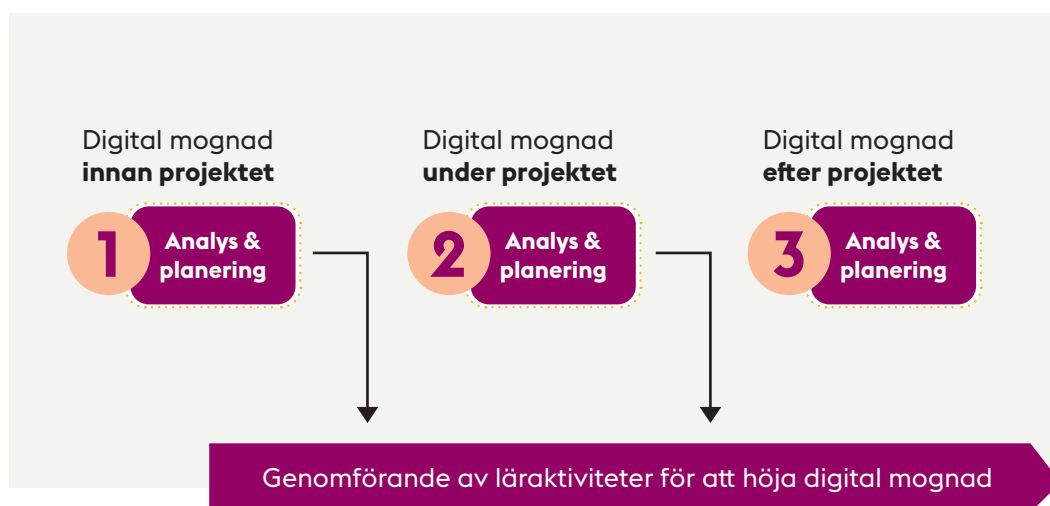 Digital mognad
innan projektet
1
Analys &
planering
Digital mognad
under projektet
2
Analys &
planering
Digital mognad
efter projektet
3
Analys &
planering
Genomförande av läraktiviteter för att höja digital mognad